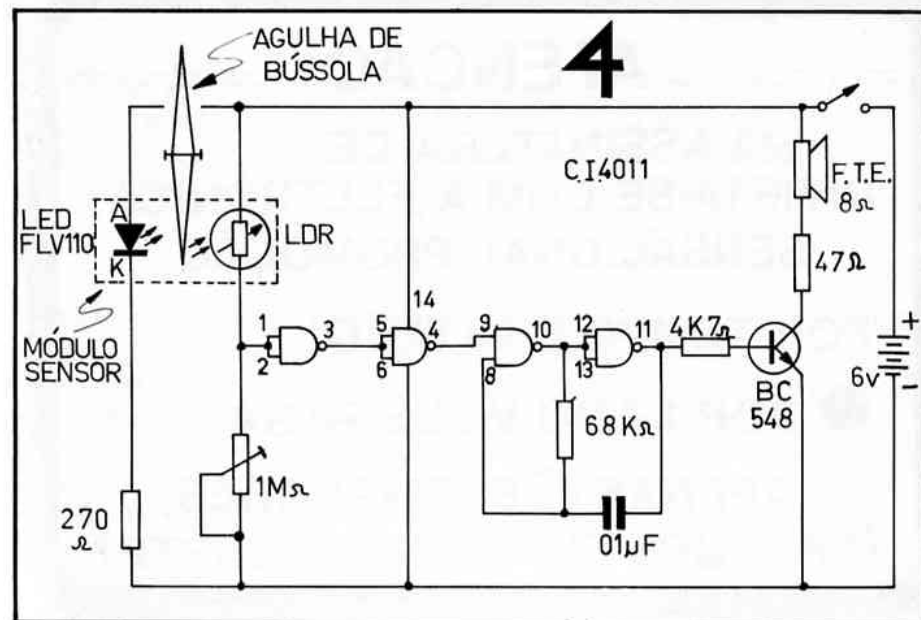 4
AGULHA DE
BÚSSOLA
C.I4011
F.T.E.
8Ω
LED
FLV110
A
K
LDR
47Ω
MÓDULO
SENSOR
14
1
2
3
5
6
4
9
8
10
12
13
11
4K7Ω
BC
548
+
6v
-
68KΩ
1MΩ
270
Ω
01µF